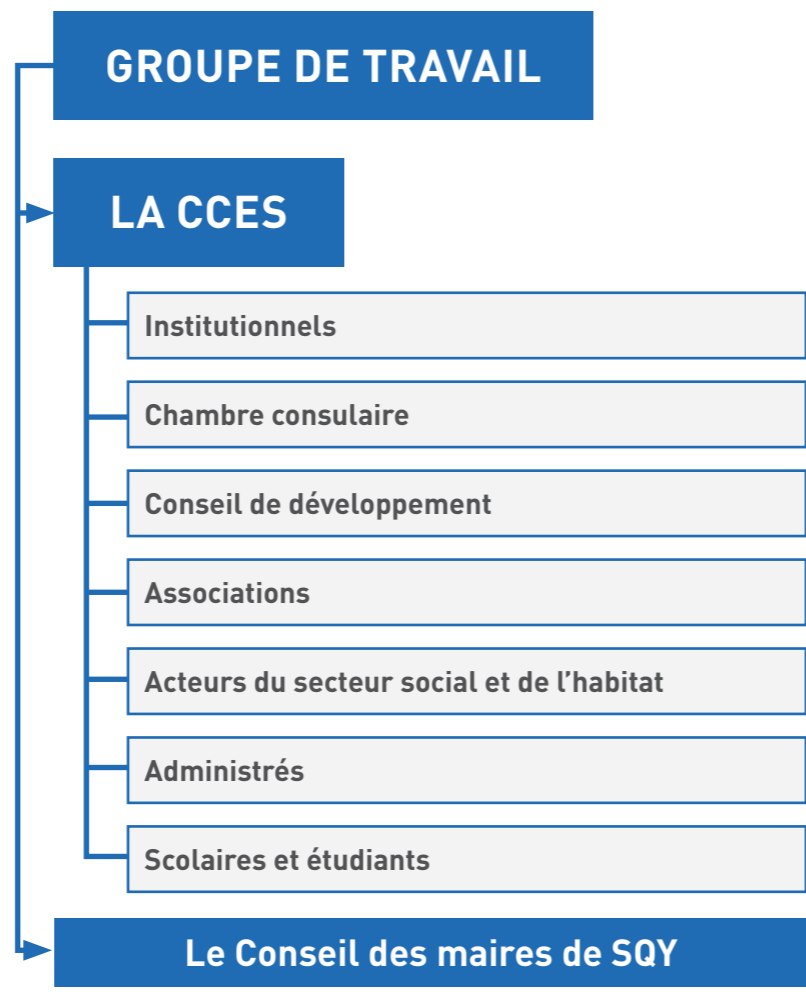 GROUPE DE TRAVAIL
LA CCES
Institutionnels
Chambre consulaire
Conseil de développement
Associations
Acteurs du secteur social et de l’habitat
Administrés
Scolaires et étudiants
Le Conseil des maires de SQY